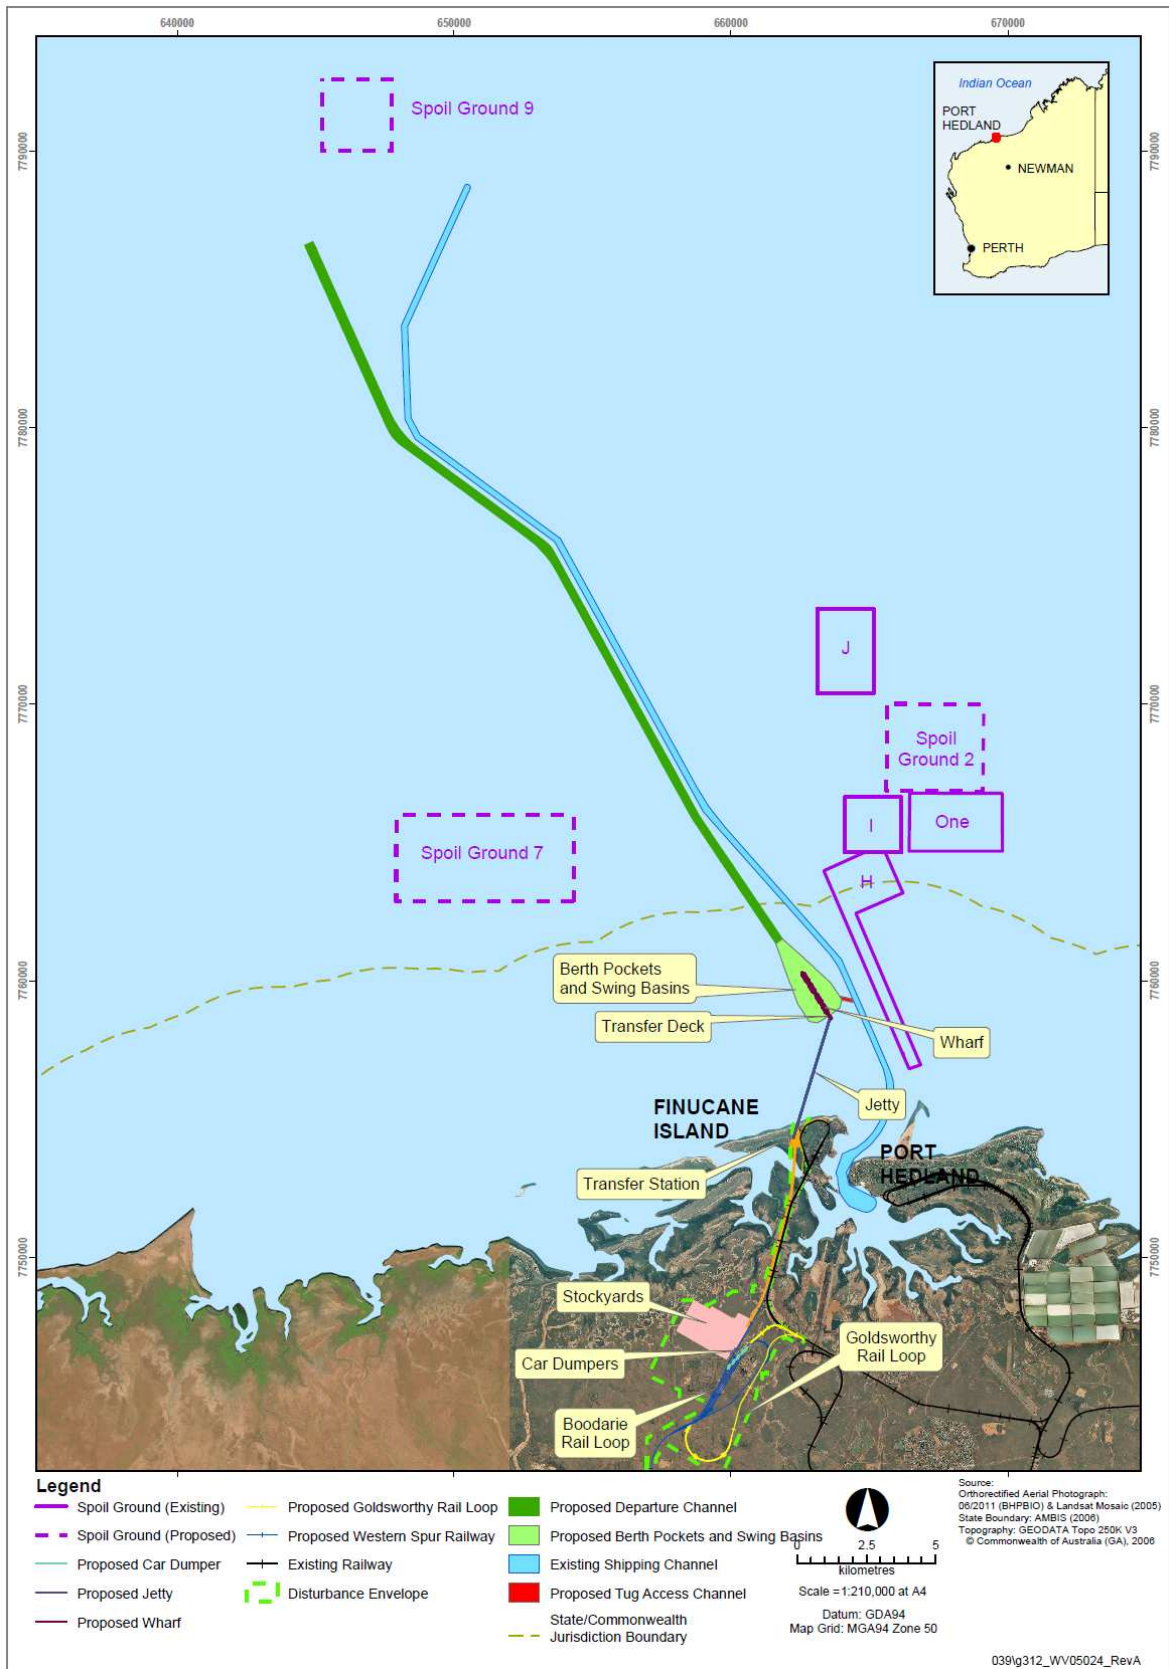 640000
650000
660000
670000
7790000
7780000
7770000
7760000
7750000
7790000
7780000
7770000
7760000
7750000
Indian Ocean
PORT
HEDLAND
NEWMAN
PERTH
Spoil Ground 9
J
Spoil
Ground 2
I
One
H
Spoil Ground 7
Berth Pockets
and Swing Basins
Transfer Deck
Wharf
Jetty
FINUCANE
ISLAND
PORT
HEDLAND
Transfer Station
Stockyards
Car Dumpers
Goldsworthy
Rail Loop
Boodarie
Rail Loop
Legend
Spoil Ground (Existing)
Spoil Ground (Proposed)
Proposed Car Dumper
Proposed Jetty
Proposed Wharf
Proposed Goldsworthy Rail Loop
Proposed Western Spur Railway
Existing Railway
Disturbance Envelope
Proposed Departure Channel
Proposed Berth Pockets and Swing Basins
Existing Shipping Channel
Proposed Tug Access Channel
State/Commonwealth
Jurisdiction Boundary
0 2.5 5
kilometres
Scale =1:210,000 at A4
Datum: GDA94
Map Grid: MGA94 Zone 50
Source:
Orthorectified Aerial Photograph:
06/2011 (BHPBIO) & Landsat Mosaic (2005)
State Boundary: AMBIS (2006)
Topography: GEODATA Topo 250K V3
© Commonwealth of Australia (GA), 2006
039\g312_WV05024_RevA